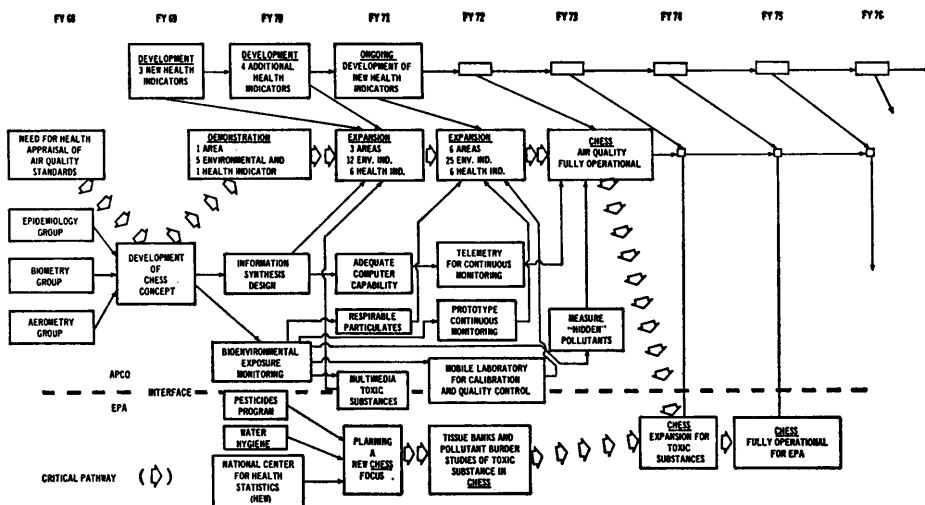 FY 68 FY 69 FY 70 FY 71 FY 72 FY 73 FY 74 FY 75 FY 76
DEVELOPMENT
3 NEW HEALTH
INDICATORS
DEVELOPMENT
4 ADDITIONAL
HEALTH
INDICATORS
ONGOING
DEVELOPMENT OF
NEW HEALTH
INDICATORS
NEED FOR HEALTH
APPRAISAL OF
AIR QUALITY
STANDARDS
DEMONSTRATION
1 AREA
5 ENVIRONMENTAL AND
1 HEALTH INDICATOR
EXPANSION
3 AREAS
12 ENV. IND.
6 HEALTH IND.
EXPANSION
6 AREAS
25 ENV. IND.
6 HEALTH IND.
CHESS
AIR QUALITY
FULLY OPERATIONAL
EPIDEMIOLOGY
GROUP
BIOMETRY
GROUP
AEROMETRY
GROUP
DEVELOPMENT
OF
CHESS
CONCEPT
INFORMATION
SYNTHESIS
DESIGN
ADEQUATE
COMPUTER
CAPABILITY
TELEMETRY
FOR CONTINUOUS
MONITORING
RESPIRABLE
PARTICULATES
PROTOTYPE
CONTINUOUS
MONITORING
MEASURE
"HIDDEN"
POLLUTANTS
BIOENVIRONMENTAL
EXPOSURE
MONITORING
MULTIMEDIA
TOXIC
SUBSTANCES
MOBILE LABORATORY
FOR CALIBRATION
AND QUALITY CONTROL
APCO
INTERFACE
EPA
PESTICIDES
PROGRAM
WATER
HYGIENE
NATIONAL CENTER
FOR HEALTH
STATISTICS
(HEW)
PLANNING
A
NEW CHESS
FOCUS
TISSUE BANKS AND
POLLUTANT BURDEN
STUDIES OF TOXIC
SUBSTANCE IN
CHESS
CHESS
EXPANSION FOR
TOXIC
SUBSTANCES
CHESS
FULLY OPERATIONAL
FOR EPA
CRITICAL PATHWAY ( )